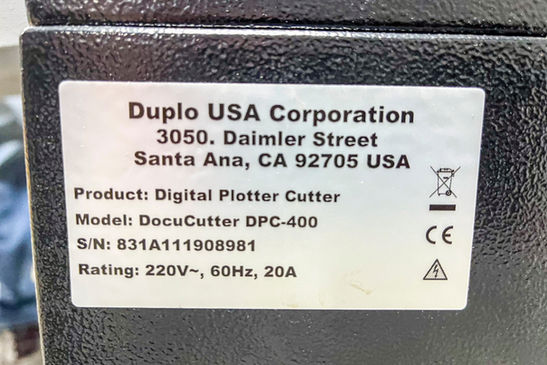 Duplo USA Corporation
3050. Daimler Street
Santa Ana, CA 92705 USA
Product: Digital Plotter Cutter
Model: DocuCutter DPC-400
S/N: 831A111908981
Rating: 220V~, 60Hz, 20A
CE